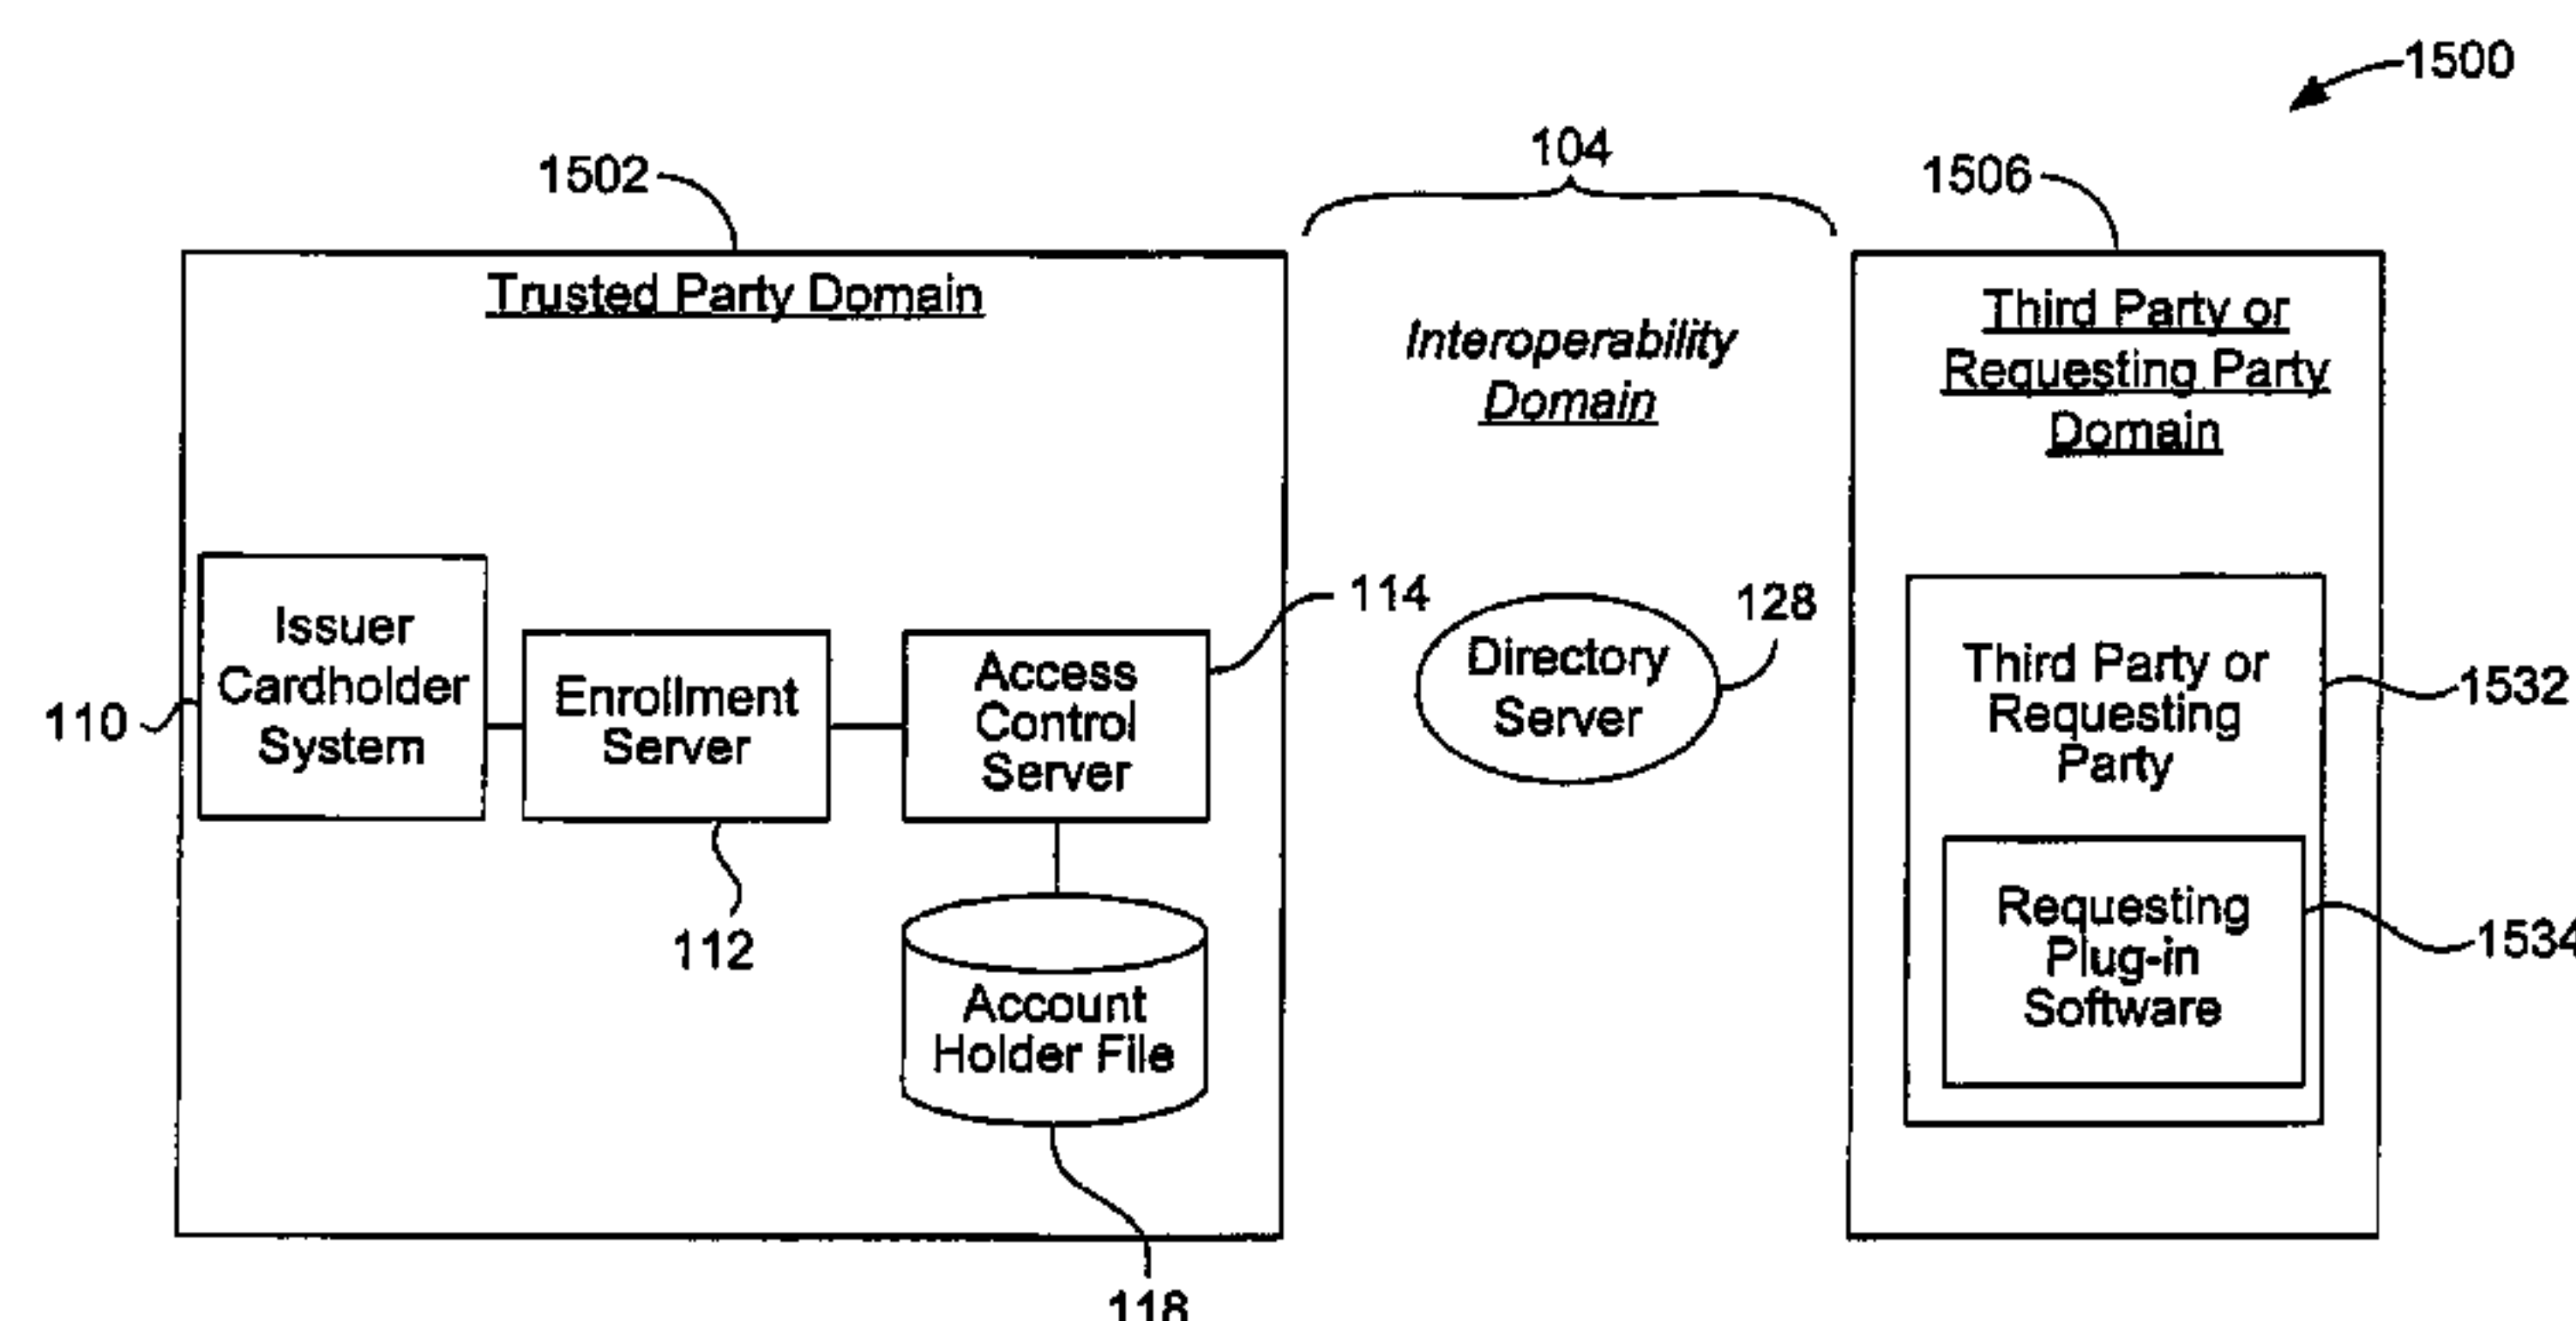 1500
104
1502
1506
Trusted Party Domain
Interoperability
Domain
Third Party or
Requesting Party
Domain
110
Issuer
Cardholder
System
Enrollment
Server
112
Access
Control
Server
114
Account
Holder File
118
Directory
Server
128
Third Party or
Requesting
Party
1532
Requesting
Plug-in
Software
1534